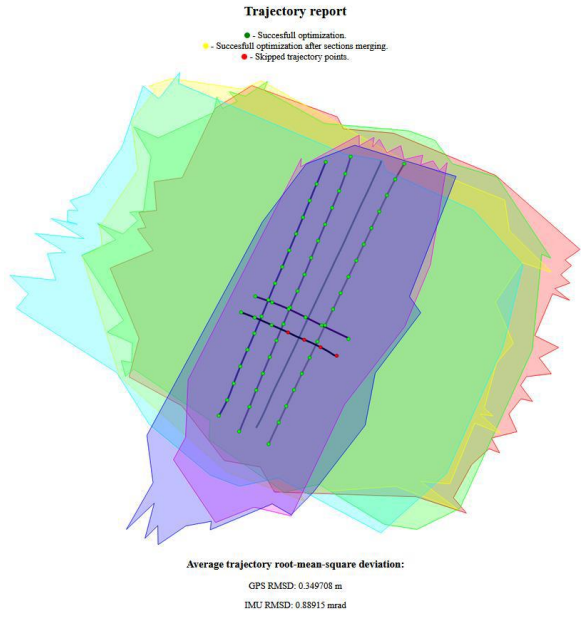 Trajectory report
- Succesfull optimization.
- Succesfull optimization after sections merging.
- Skipped trajectory points.
Average trajectory root-mean-square deviation:
GPS RMSD: 0.349708 m
IMU RMSD: 0.88915 mrad